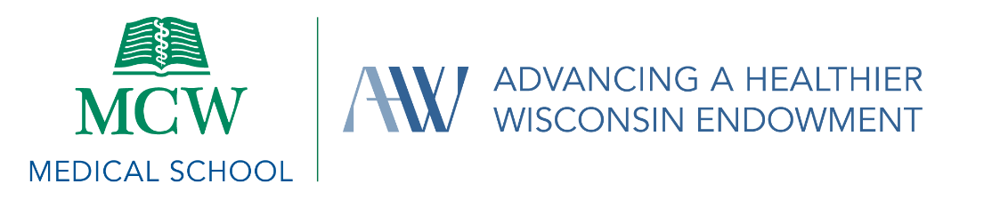 MCW
MEDICAL SCHOOL
AHW
ADVANCING A HEALTHIER
WISCONSIN ENDOWMENT